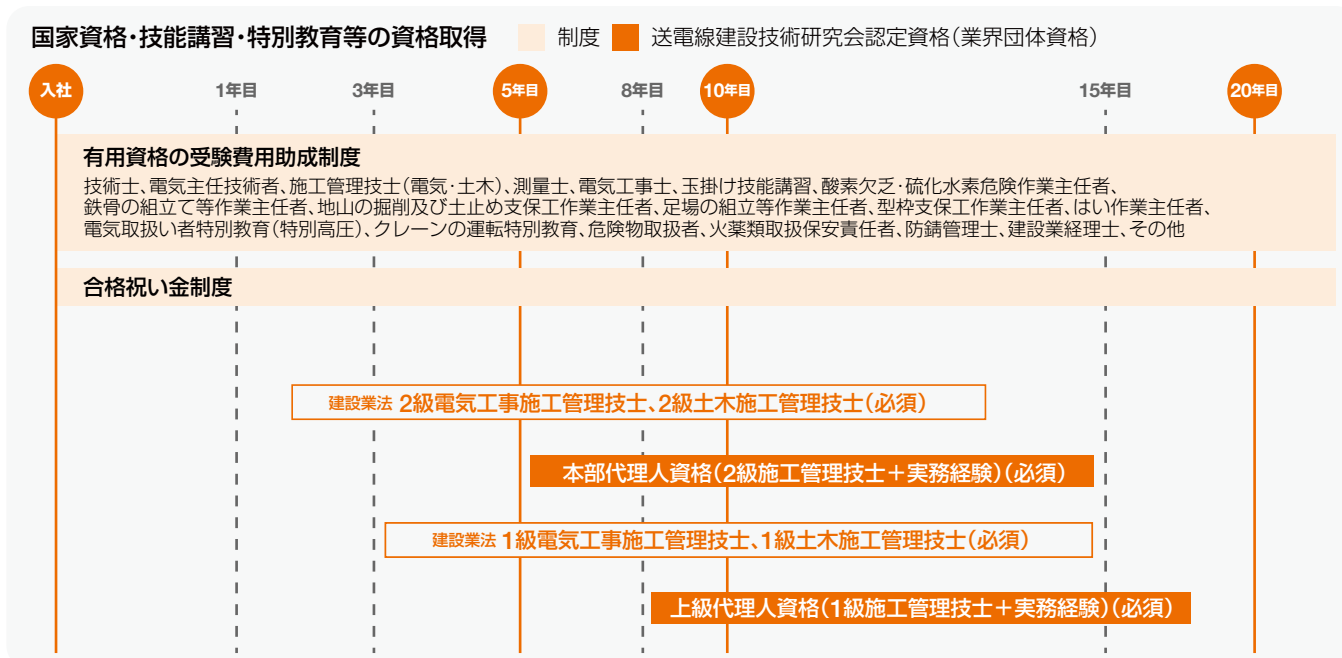 国家資格・技能講習・特別教育等の資格取得 制度 送電線建設技術研究会認定資格(業界団体資格)
入社 1年目 3年目 5年目 8年目 10年目 15年目 20年目
有用資格の受験費用助成制度
技術士、電気主任技術者、施工管理技士(電気・土木)、測量士、電気工事士、玉掛け技能講習、酸素欠乏・硫化水素危険作業主任者、
鉄骨の組立て等作業主任者、地山の掘削及び土止め支保工作業主任者、足場の組立等作業主任者、型枠支保工作業主任者、はい作業主任者、
電気取扱い者特別教育(特別高圧)、クレーンの運転特別教育、危険物取扱者、火薬類取扱保安責任者、防錆管理士、建設業経理士、その他
合格祝い金制度
建設業法 2級電気工事施工管理技士、2級土木施工管理技士(必須)
本部代理人資格(2級施工管理技士+実務経験)(必須)
建設業法 1級電気工事施工管理技士、1級土木施工管理技士(必須)
上級代理人資格(1級施工管理技士+実務経験)(必須)